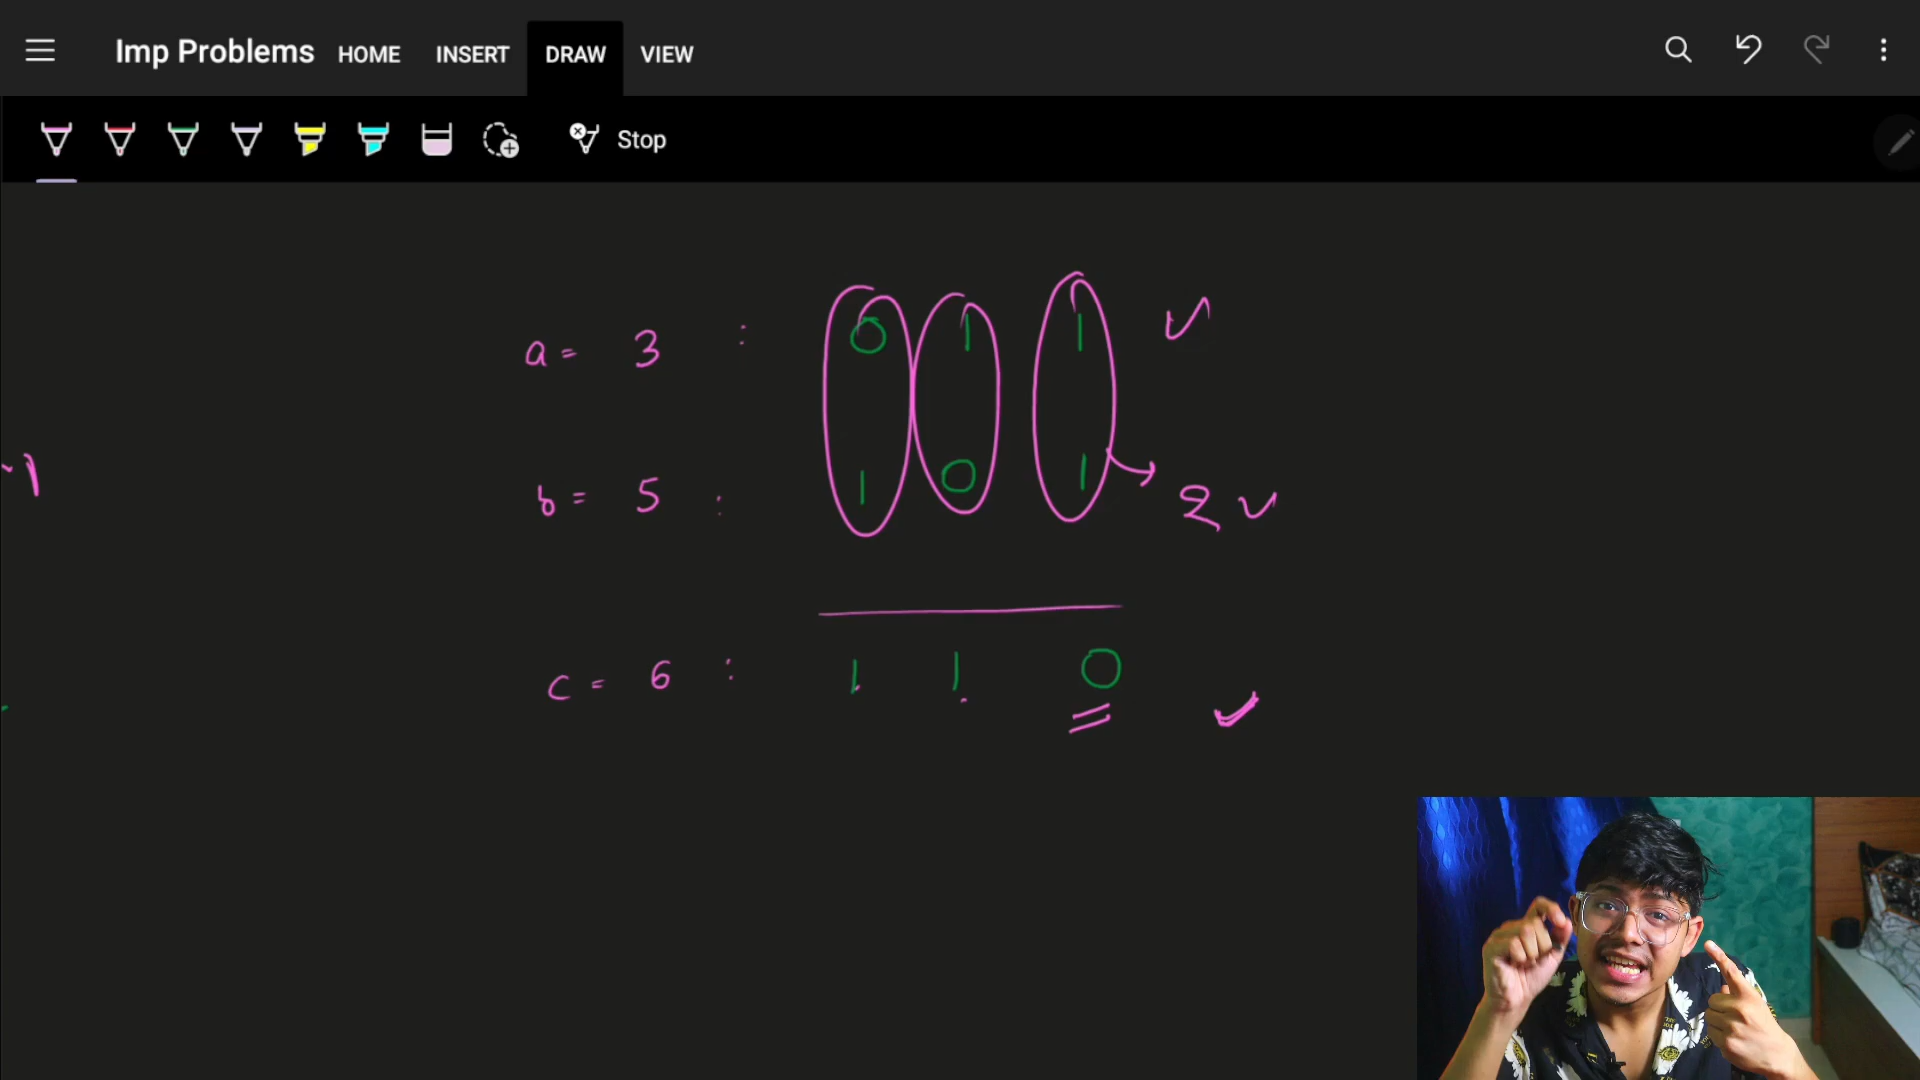 Imp Problems HOME INSERT DRAW VIEW
Stop
a = 3 : 0 1 1
b = 5 : 1 0 1
2
c = 6 : 1 1 0